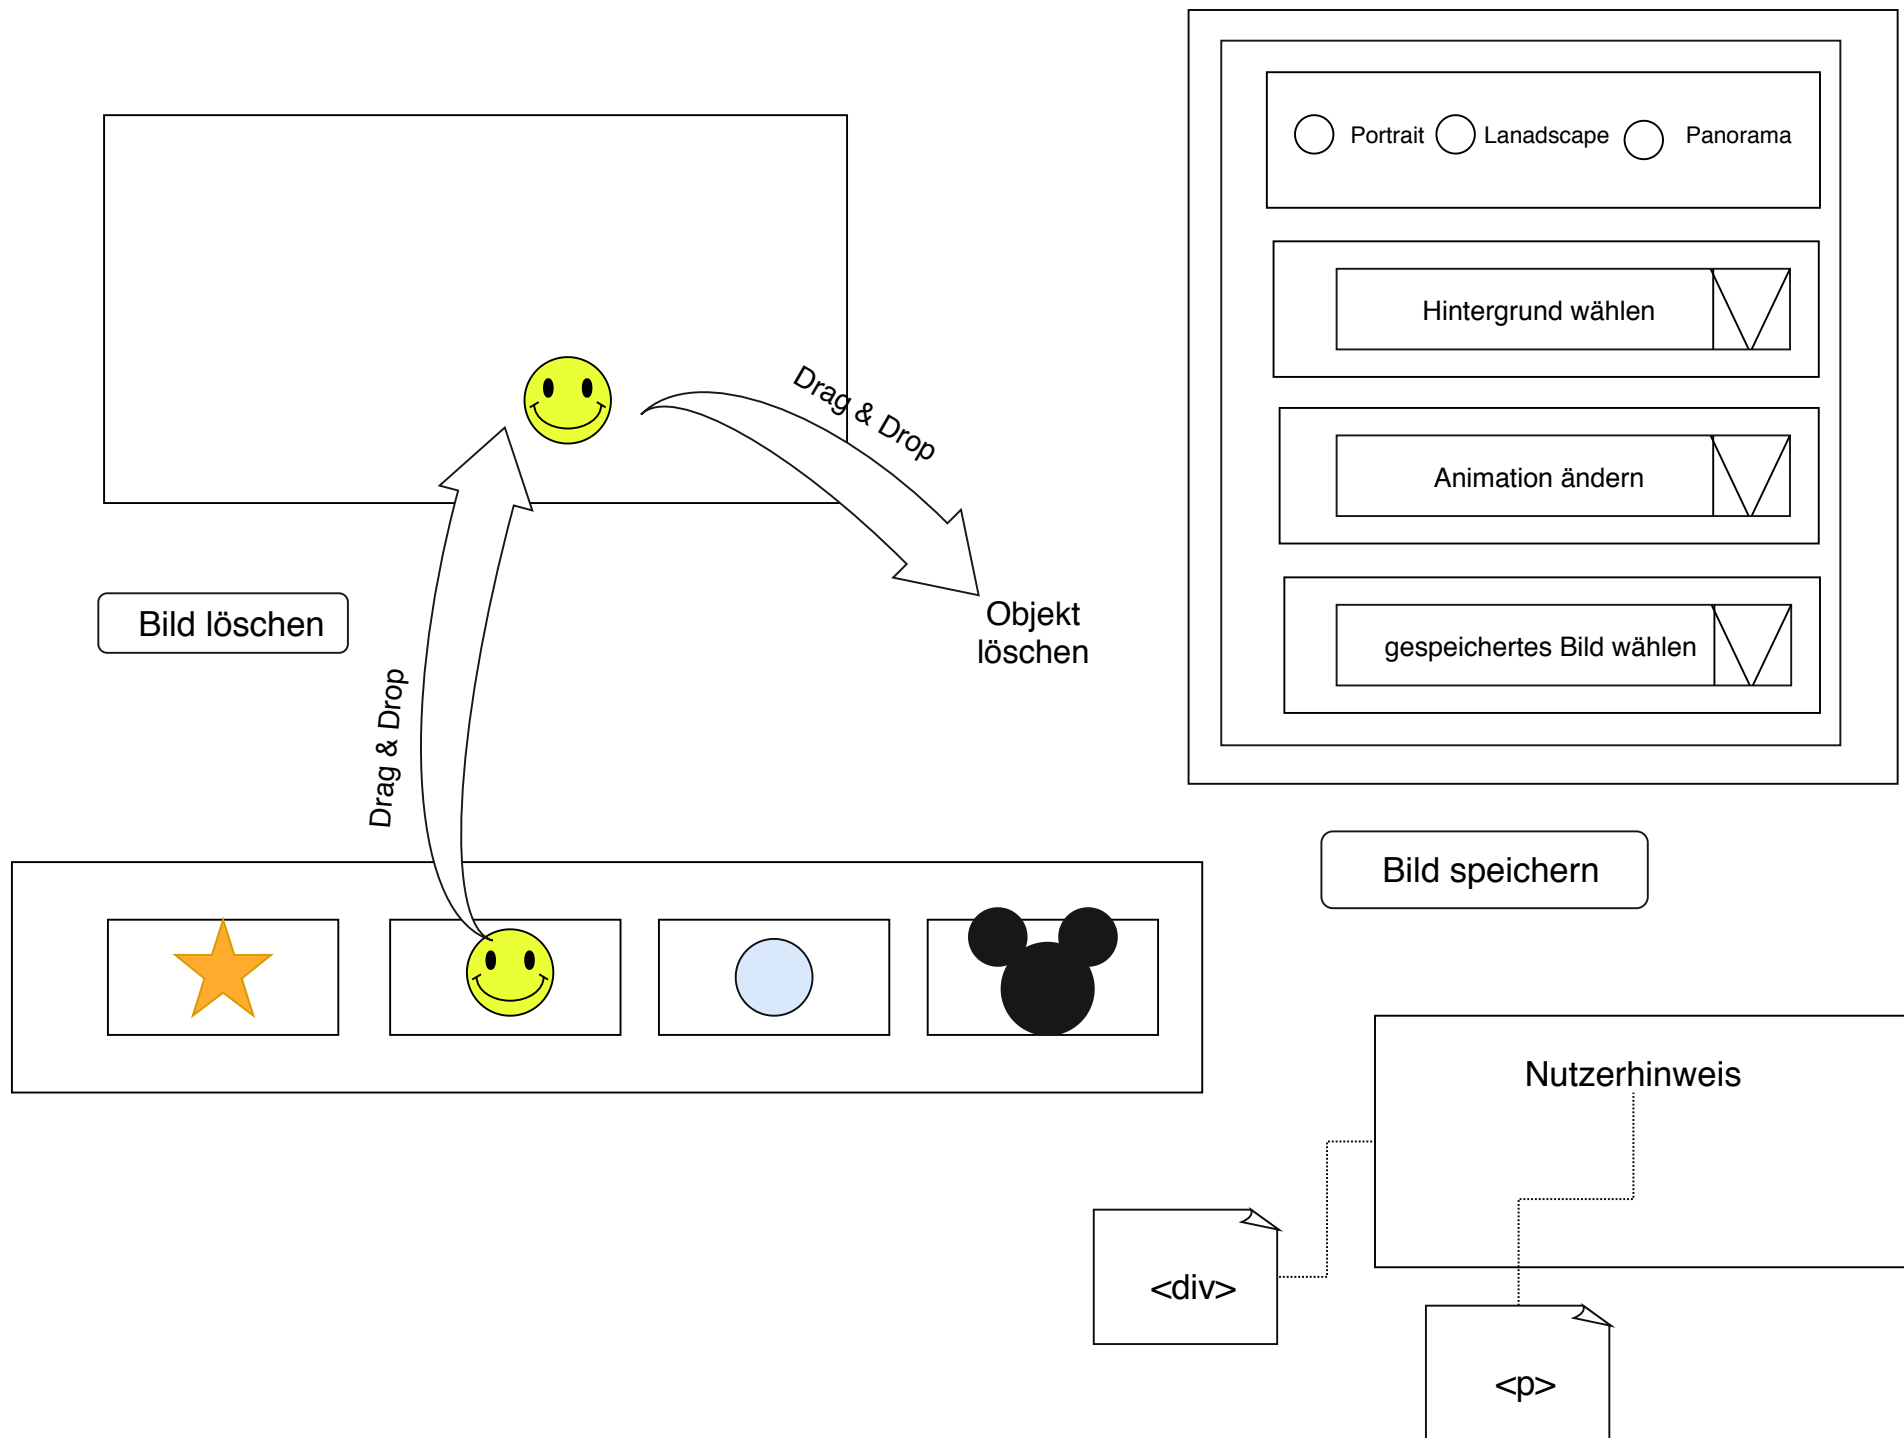 Portrait
Lanadscape
Panorama
Hintergrund wählen
Drag & Drop
Animation ändern
Objekt
löschen
Bild löschen
gespeichertes Bild wählen
Drag & Drop
Bild speichern
Nutzerhinweis
<div>
<p>